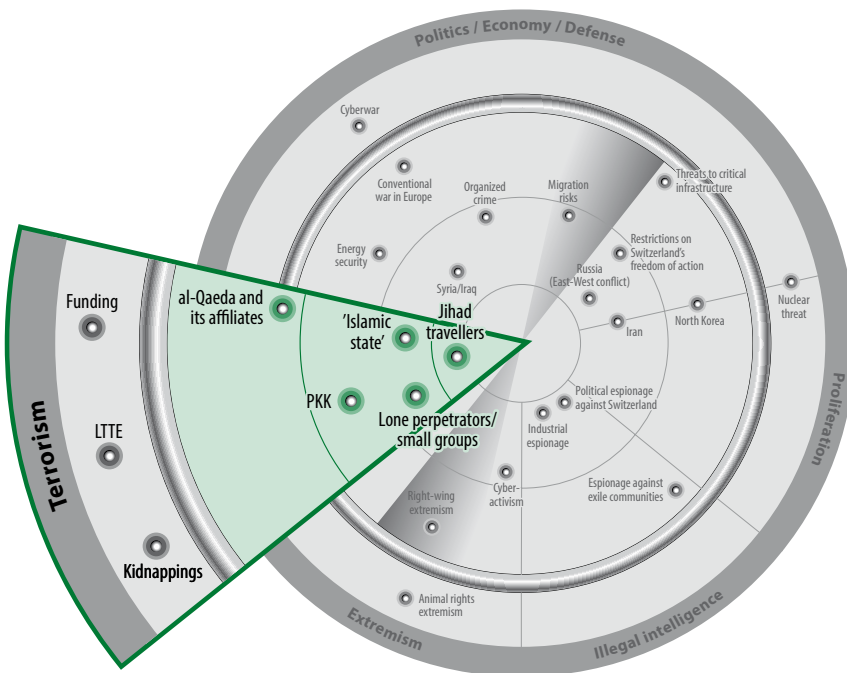 Politics / Economy / Defense
Cyberwar
Conventional
war in Europe
Organized
crime
Migration
risks
Threats to critical
infrastructure
Energy
security
Syria/Iraq
Restrictions on
Switzerland's
freedom of action
Russia
(East-West conflict)
Iran
North Korea
Nuclear
threat
Proliferation
Funding
al-Qaeda and
its affiliates
'Islamic
state'
Jihad
travellers
PKK
Lone perpetrators/
small groups
LTTE
Kidnappings
Terrorism
Political espionage
against Switzerland
Industrial
espionage
Espionage against
exile communities
Cyber-
activism
Right-wing
extremism
Animal rights
extremism
Extremism
Illegal intelligence